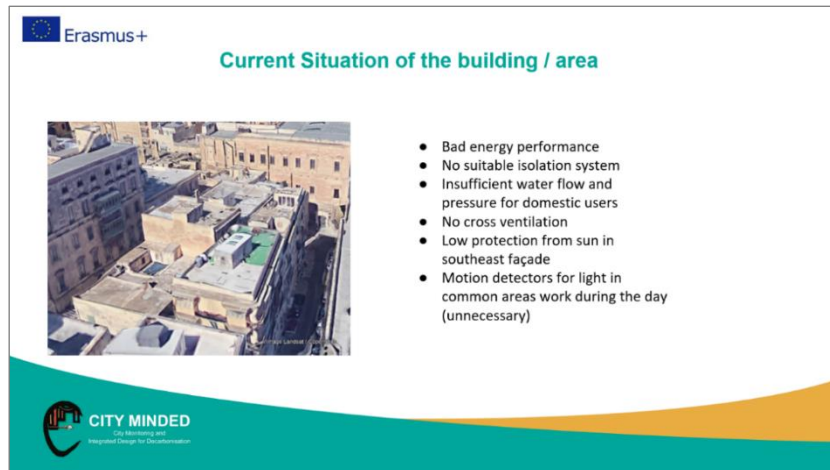 Erasmus+
Current Situation of the building / area
● Bad energy performance
● No suitable isolation system
● Insufficient water flow and
pressure for domestic users
● No cross ventilation
● Low protection from sun in
southeast façade
● Motion detectors for light in
common areas work during the day
(unnecessary)
CITY MINDED
City Monitoring and
Integrated Design for Decarbonisation